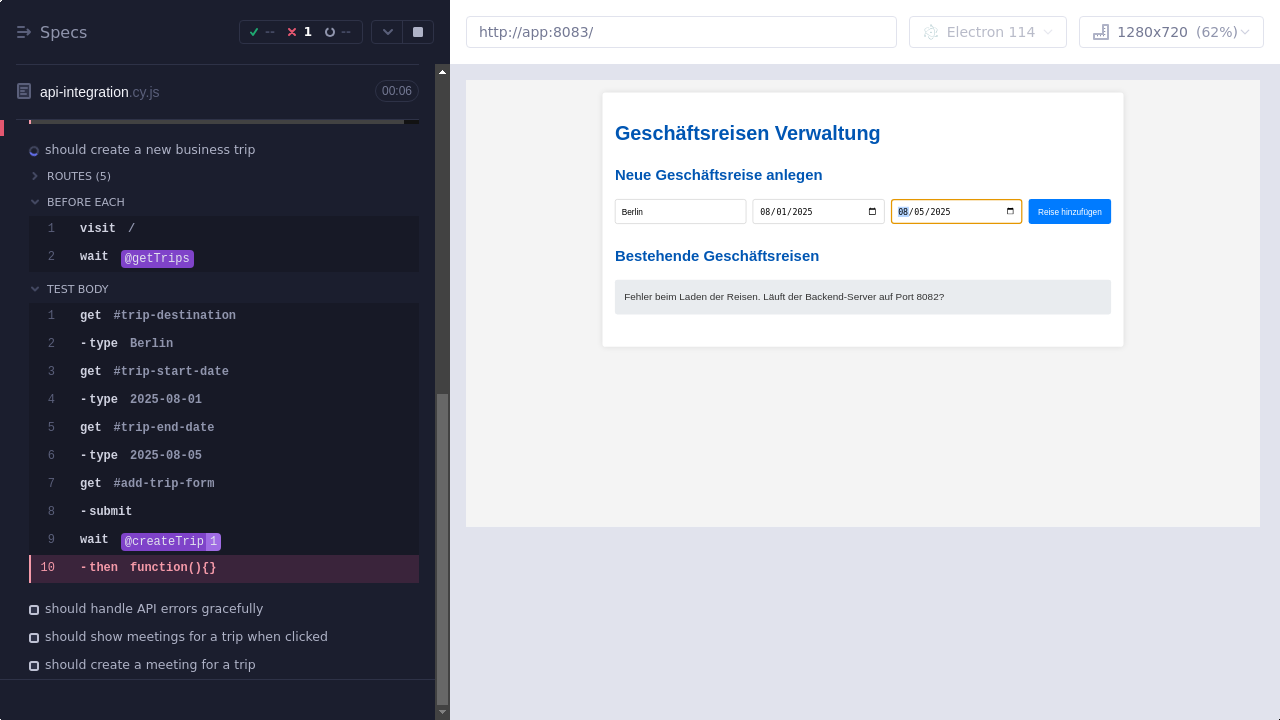 Specs
--
1
--
api-integration.cy.js
00:06
should create a new business trip
ROUTES (5)
BEFORE EACH
1 visit /
2 wait @getTrips
TEST BODY
1 get #trip-destination
2 -type Berlin
3 get #trip-start-date
4 -type 2025-08-01
5 get #trip-end-date
6 -type 2025-08-05
7 get #add-trip-form
8 -submit
9 wait @createTrip 1
10 -then function(){}
should handle API errors gracefully
should show meetings for a trip when clicked
should create a meeting for a trip
http://app:8083/
Electron 114
1280x720 (62%)
Geschäftsreisen Verwaltung
Neue Geschäftsreise anlegen
Berlin
08/01/2025
08/05/2025
Reise hinzufügen
Bestehende Geschäftsreisen
Fehler beim Laden der Reisen. Läuft der Backend-Server auf Port 8082?